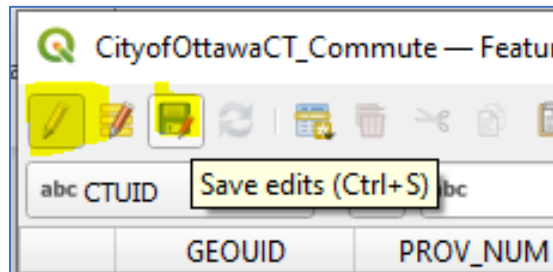 CityofOttawaCT_Commute — Featur
abc CTUID Save edits (Ctrl+S) abc
GEOUID PROV_NUM